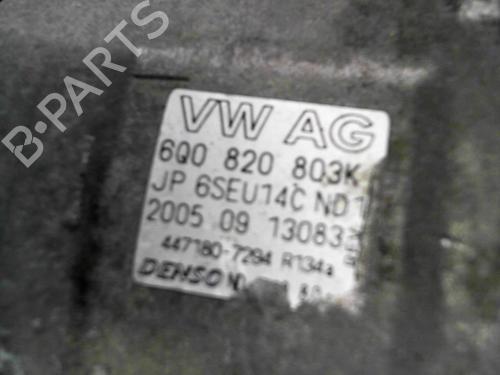 B-PARTS
VW AG
6Q0 820 803K
JP 6SEU14C ND1
2005 09 13083
447180-7294 R134a
DENSO